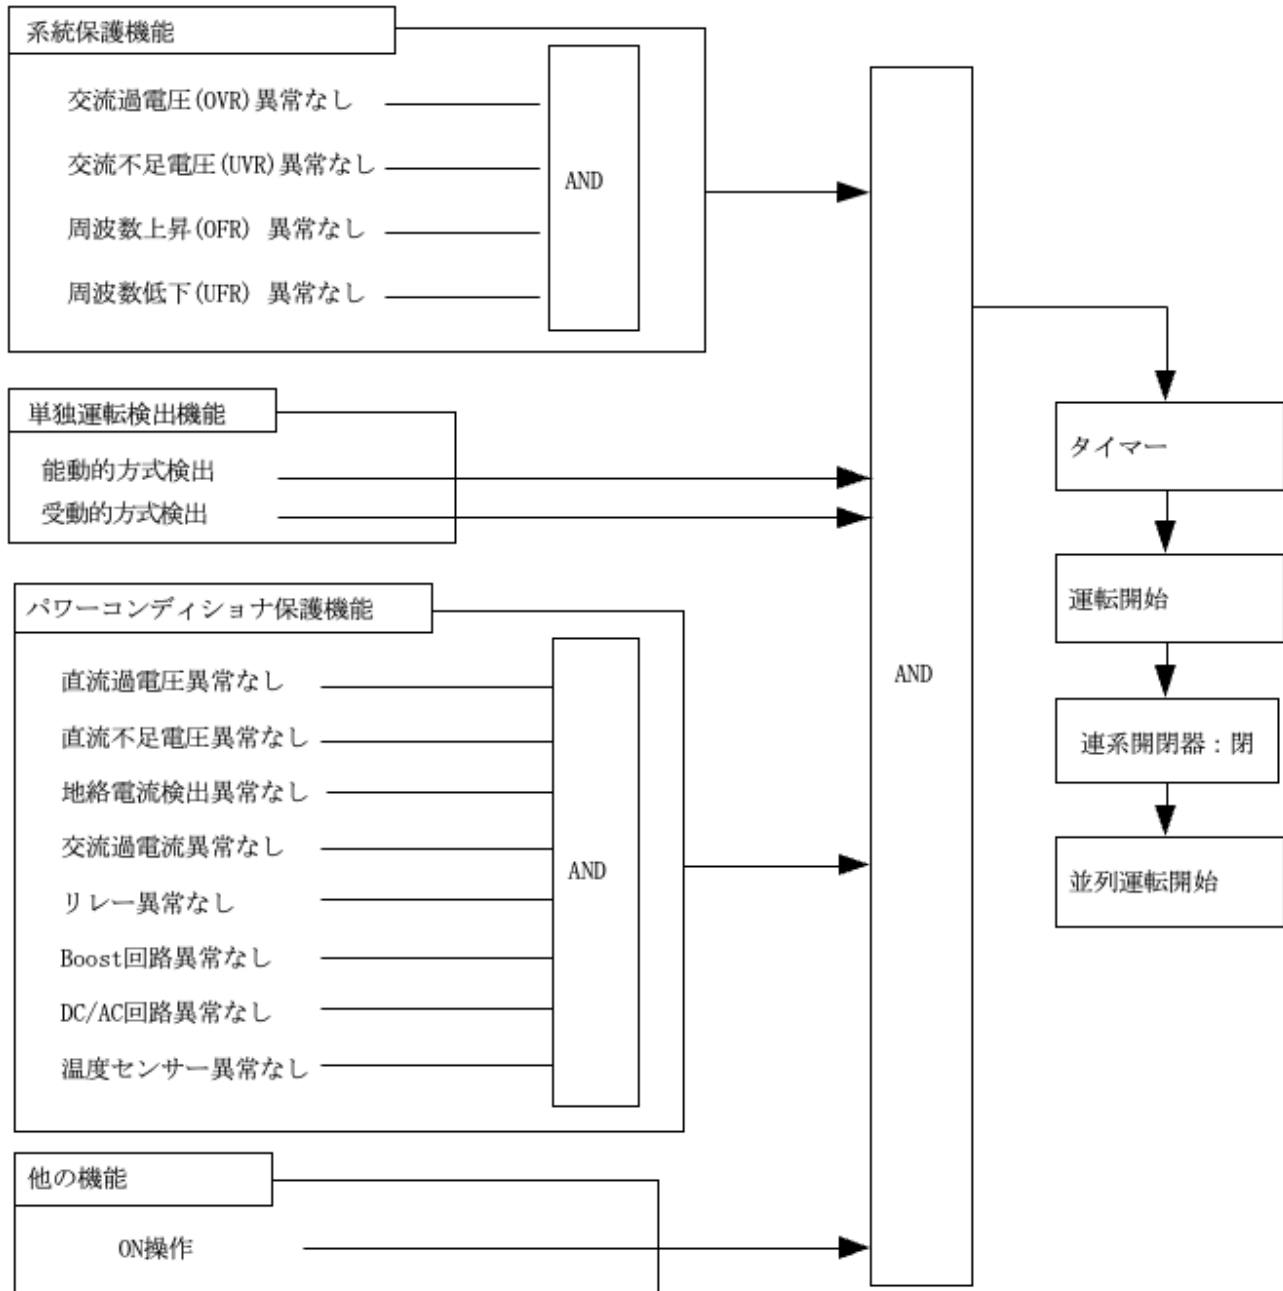 系統保護機能
交流過電圧(OVR)異常なし
交流不足電圧(UVR)異常なし
周波数上昇(OFR) 異常なし
周波数低下(UFR) 異常なし
AND
単独運転検出機能
能動的方式検出
受動的方式検出
パワーコンディショナ保護機能
直流過電圧異常なし
直流不足電圧異常なし
地絡電流検出異常なし
交流過電流異常なし
リレー異常なし
Boost回路異常なし
DC/AC回路異常なし
温度センサー異常なし
AND
他の機能
ON操作
AND
タイマー
運転開始
連系開閉器：閉
並列運転開始